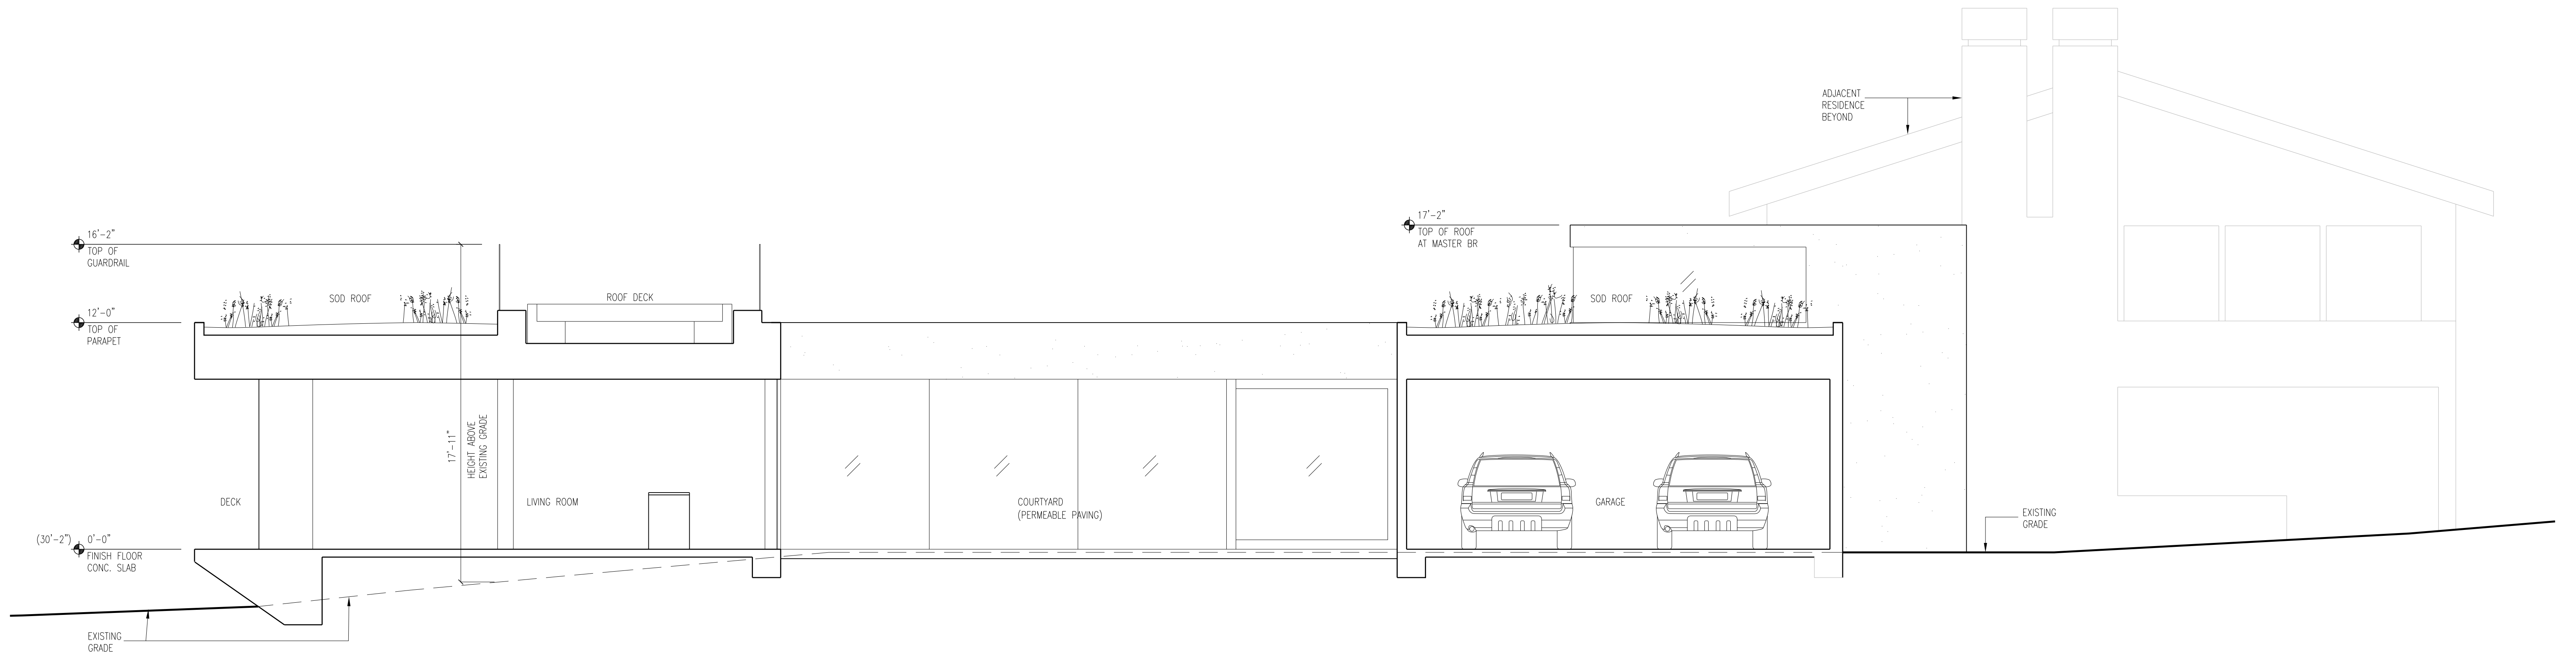 ADJACENT
RESIDENCE
BEYOND
17'-2"
TOP OF ROOF
AT MASTER BR
16'-2"
TOP OF
GUARDRAIL
SOD ROOF
ROOF DECK
SOD ROOF
12'-0"
TOP OF
PARAPET
17'-11"
HEIGHT ABOVE
EXISTING GRADE
DECK
LIVING ROOM
COURTYARD
(PERMEABLE PAVING)
GARAGE
EXISTING
GRADE
(30'-2") 0'-0"
FINISH FLOOR
CONC. SLAB
EXISTING
GRADE